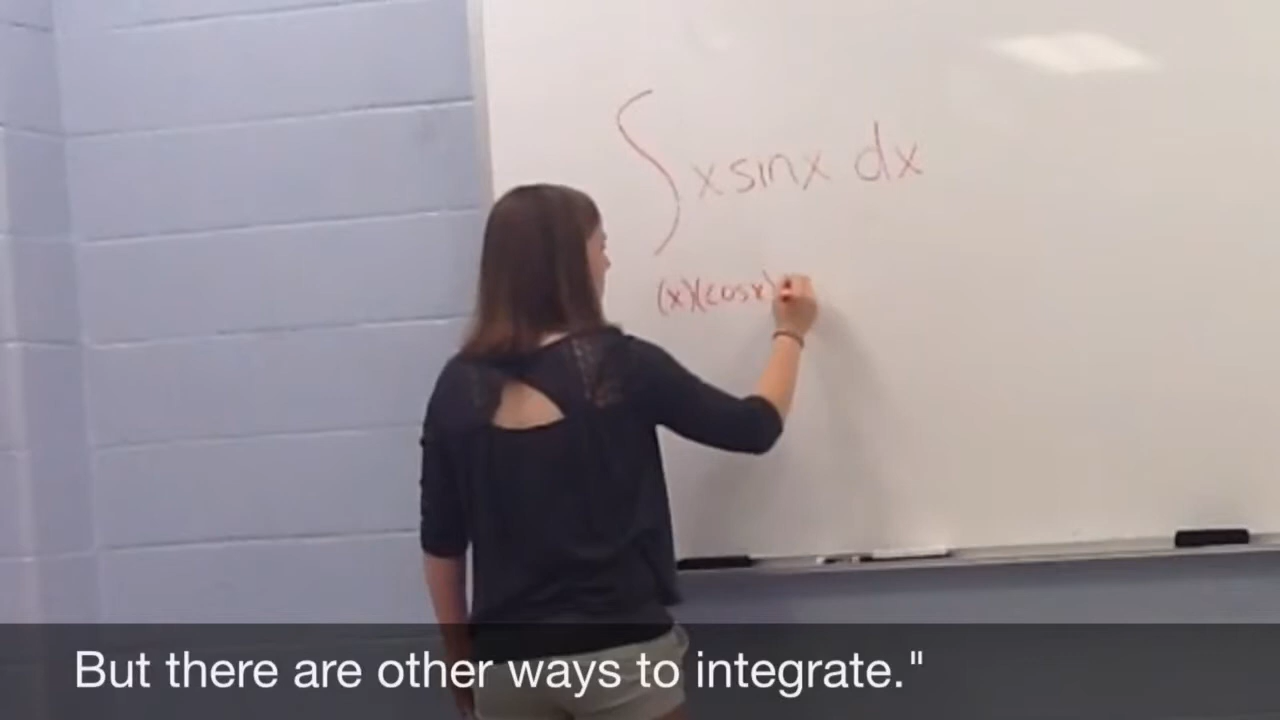 ∫x sinx dx
(x)(cosx)
But there are other ways to integrate."